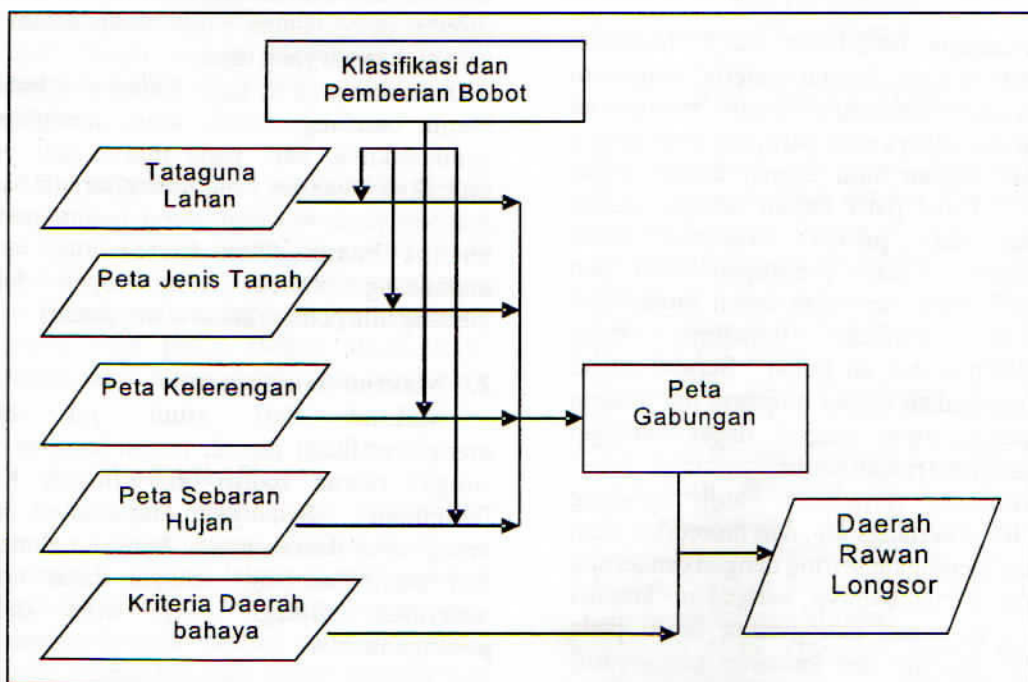 Klasifikasi dan
Pemberian Bobot
Tataguna
Lahan
Peta Jenis Tanah
Peta Kelerengan
Peta
Gabungan
Peta Sebaran
Hujan
Daerah
Rawan
Longsor
Kriteria Daerah
bahaya